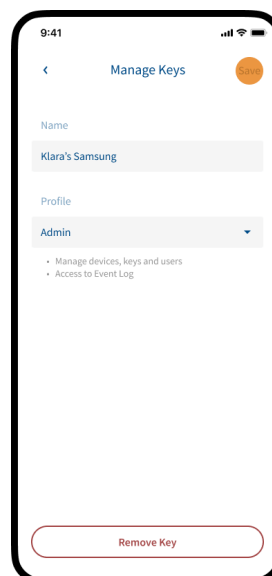 9:41
Manage Keys
Save
Name
Klara's Samsung
Profile
Admin
• Manage devices, keys and users
• Access to Event Log
Remove Key